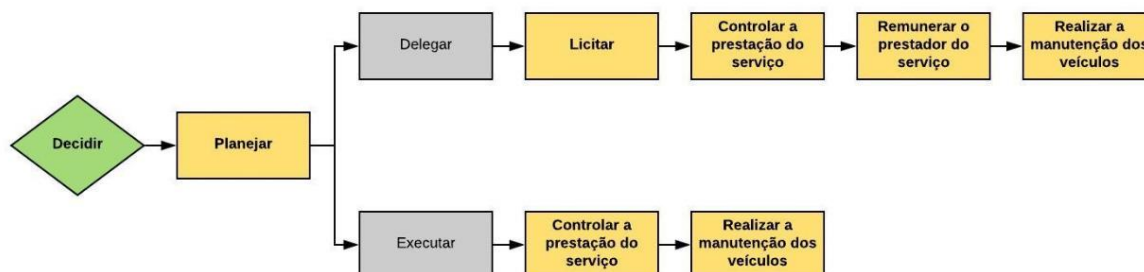 Decidir
Planejar
Delegar
Licitar
Controlar a
prestação do
serviço
Remunerar o
prestador do
serviço
Realizar a
manutenção dos
veículos
Executar
Controlar a
prestação do
serviço
Realizar a
manutenção dos
veículos